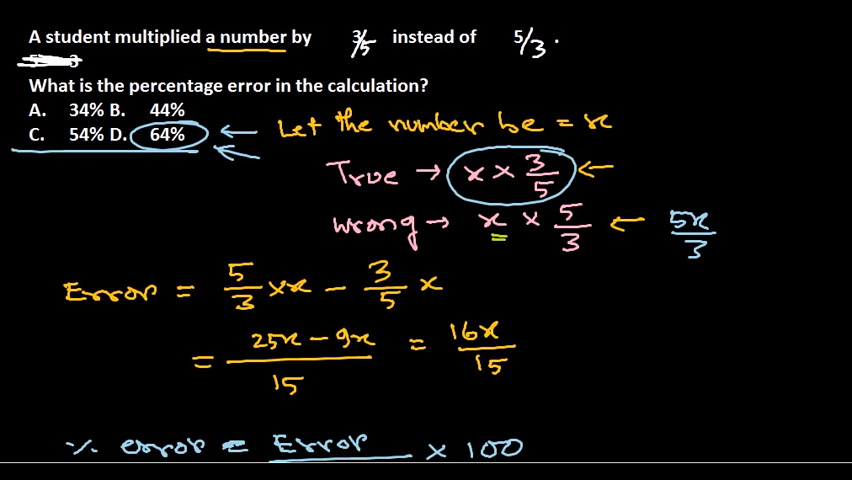 A student multiplied a number by 3/5 instead of 5/3.
What is the percentage error in the calculation?
A. 34% B. 44%
C. 54% D. 64%
Let the number be = x
True → x × 3/5
Wrong → x × 5/3 5x/3
Error = 5/3 × x - 3/5 x
= 25x - 9x / 15 = 16x/15
% error = Error × 100